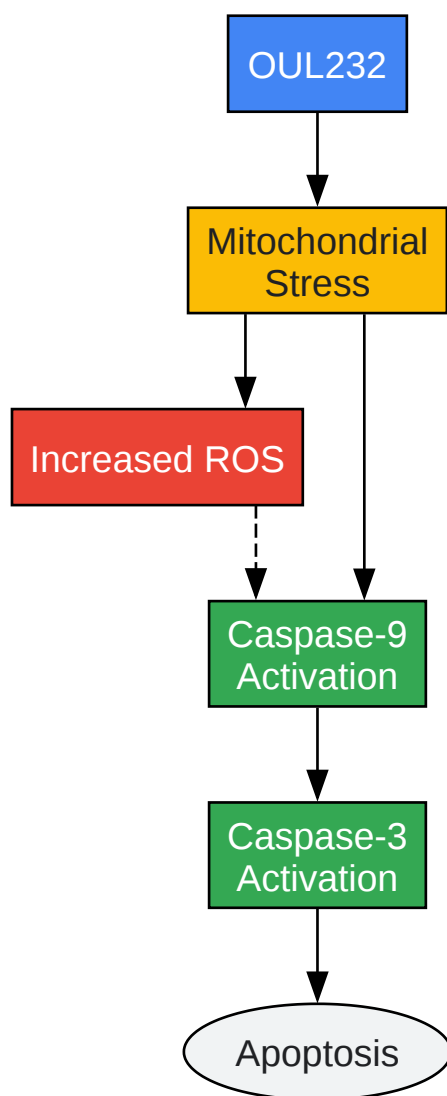 OUL232
Mitochondrial
Stress
Increased ROS
Caspase-9
Activation
Caspase-3
Activation
Apoptosis